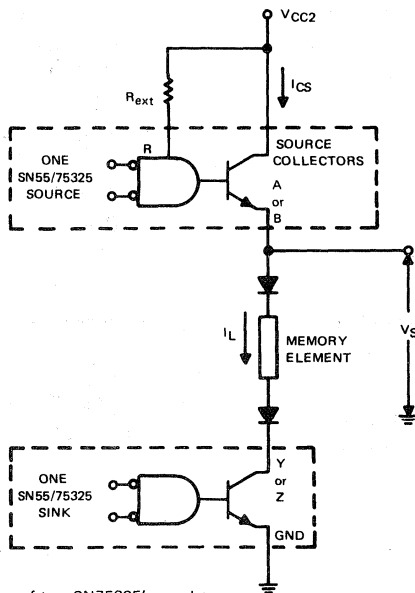 VCC2
ICS
Rext
R
SOURCE
COLLECTORS
ONE
SN55/75325
SOURCE
A
or
B
IL
MEMORY
ELEMENT
VS
ONE
SN55/75325
SINK
Y
or
Z
GND